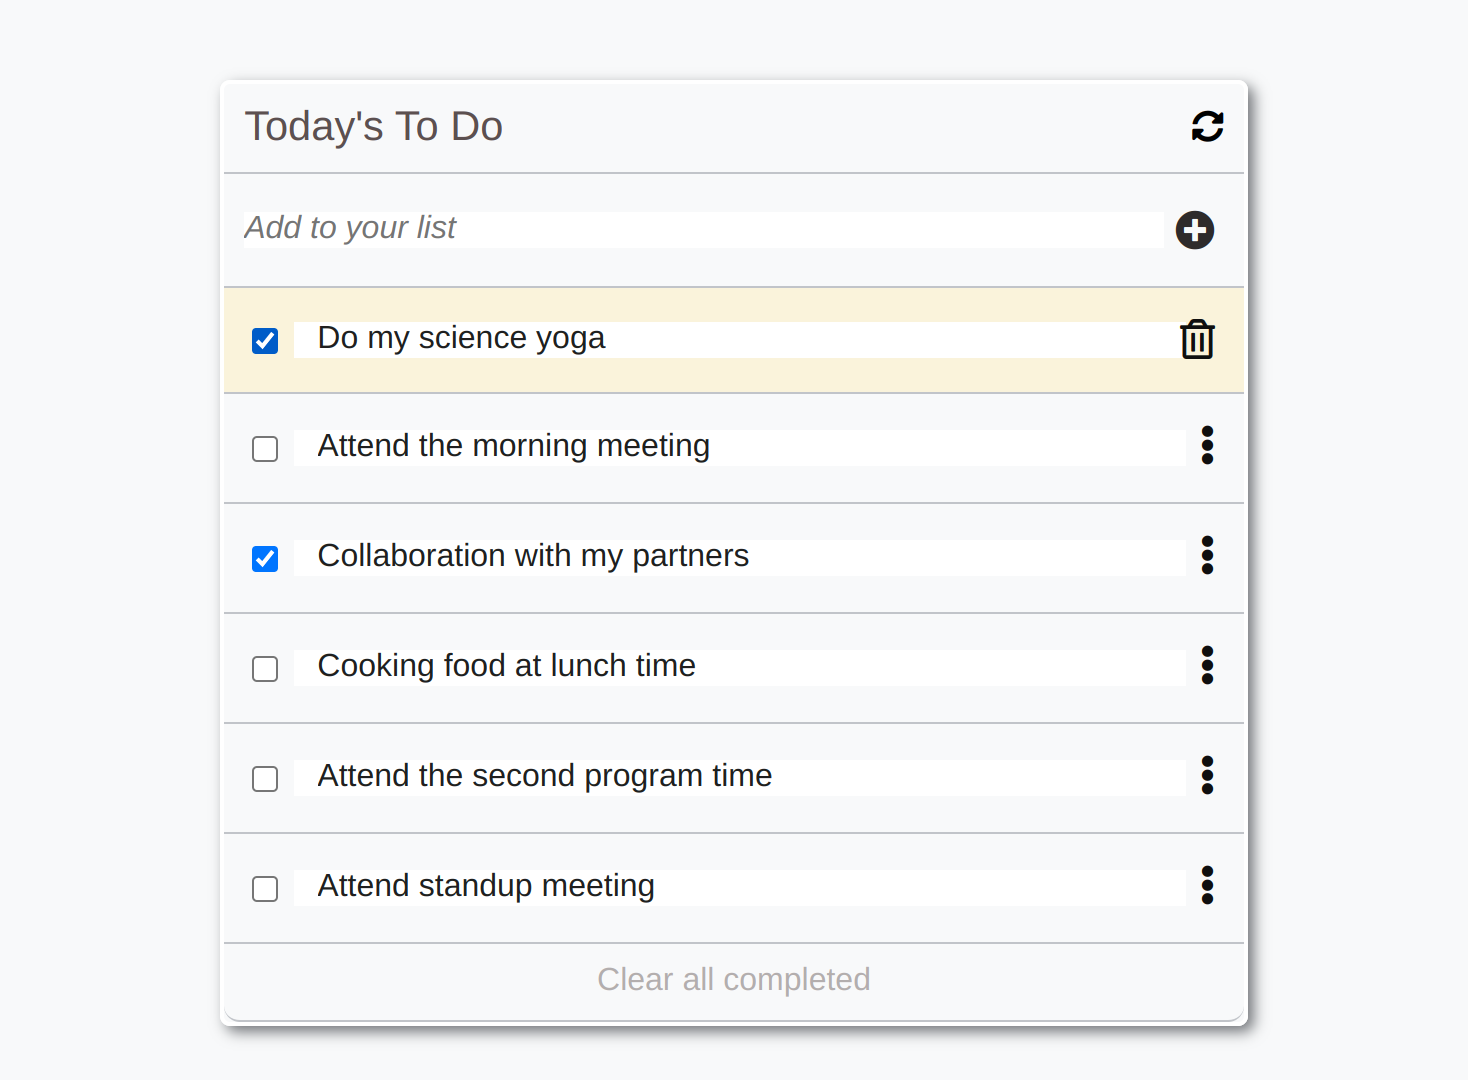 Today's To Do
Add to your list
Do my science yoga
Attend the morning meeting
Collaboration with my partners
Cooking food at lunch time
Attend the second program time
Attend standup meeting
Clear all completed